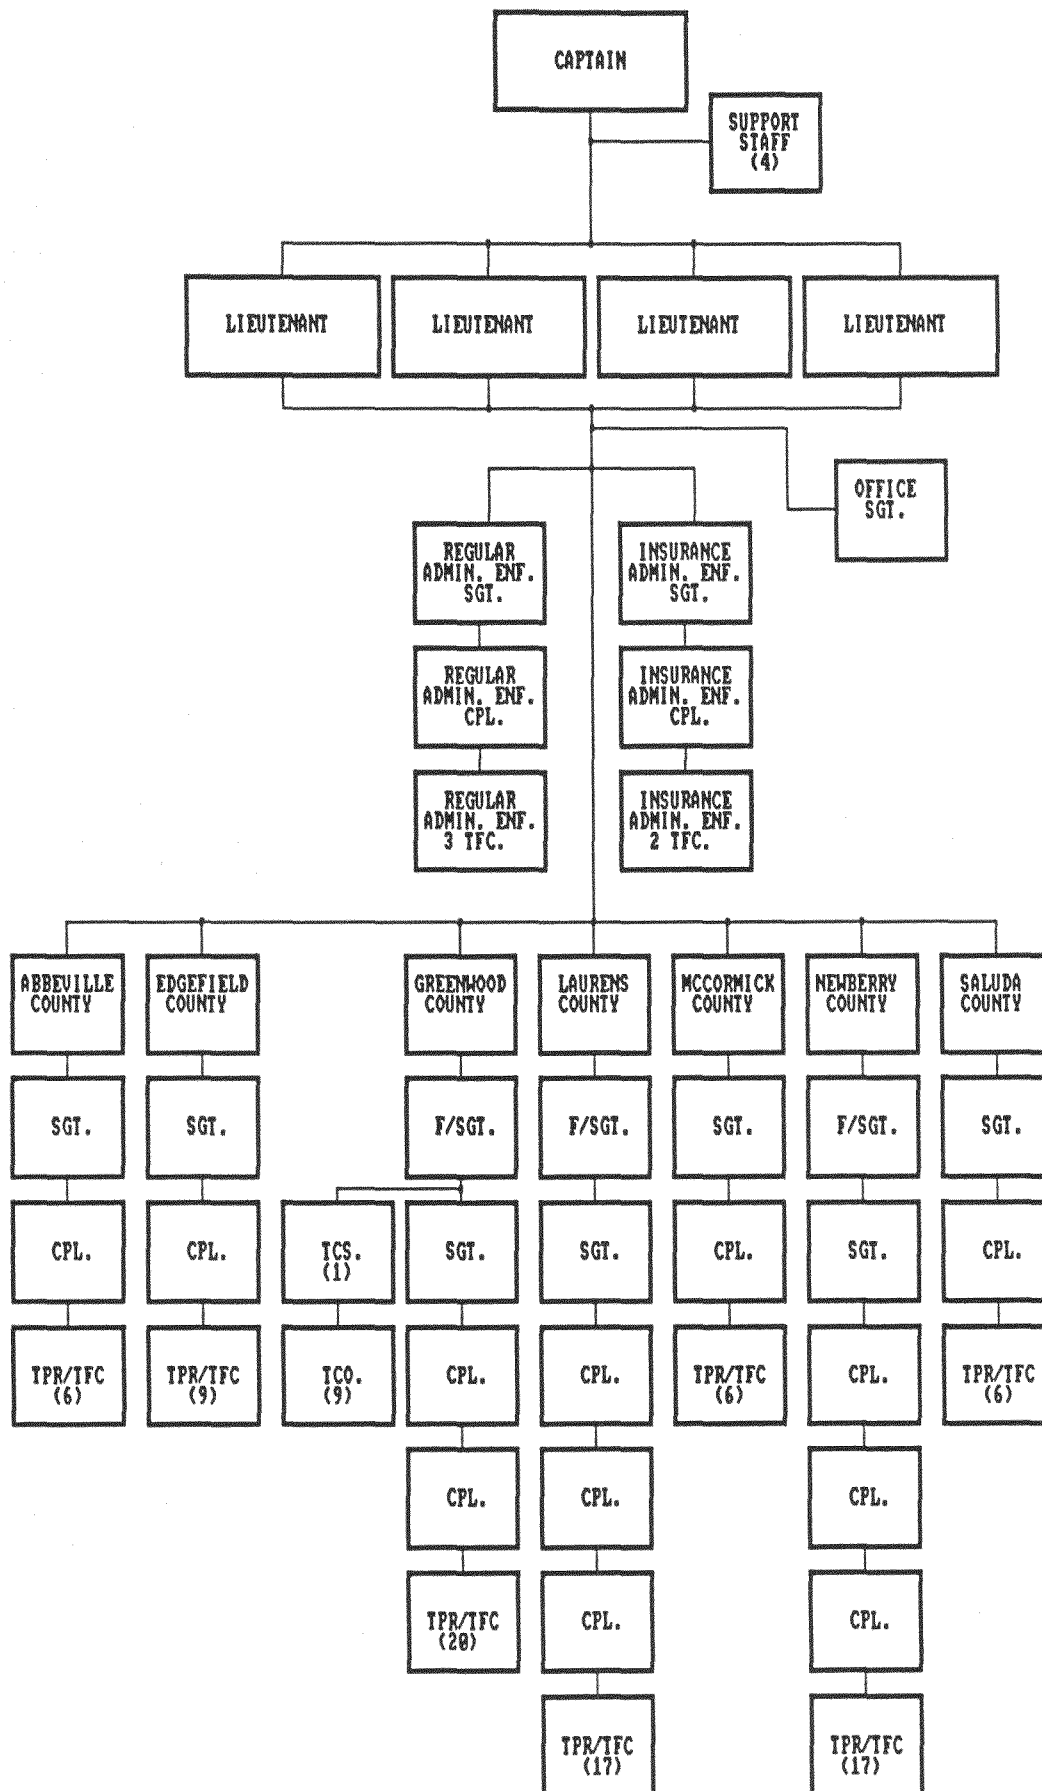 CAPTAIN
SUPPORT
STAFF
(4)
LIEUTENANT
LIEUTENANT
LIEUTENANT
LIEUTENANT
OFFICE
SGT.
REGULAR
ADMIN. ENF.
SGT.
INSURANCE
ADMIN. ENF.
SGT.
REGULAR
ADMIN. ENF.
CPL.
INSURANCE
ADMIN. ENF.
CPL.
REGULAR
ADMIN. ENF.
3 TFC.
INSURANCE
ADMIN. ENF.
2 TFC.
ABBEVILLE
COUNTY
EDGEFIELD
COUNTY
GREENWOOD
COUNTY
LAURENS
COUNTY
MCCORMICK
COUNTY
NEWBERRY
COUNTY
SALUDA
COUNTY
SGT.
SGT.
F/SGT.
F/SGT.
SGT.
F/SGT.
SGT.
CPL.
CPL.
TCS.
(1)
SGT.
SGT.
CPL.
SGT.
CPL.
TPR/TFC
(6)
TPR/TFC
(9)
TCO.
(9)
CPL.
CPL.
TPR/TFC
(6)
CPL.
TPR/TFC
(6)
CPL.
CPL.
CPL.
TPR/TFC
(20)
CPL.
CPL.
TPR/TFC
(17)
TPR/TFC
(17)